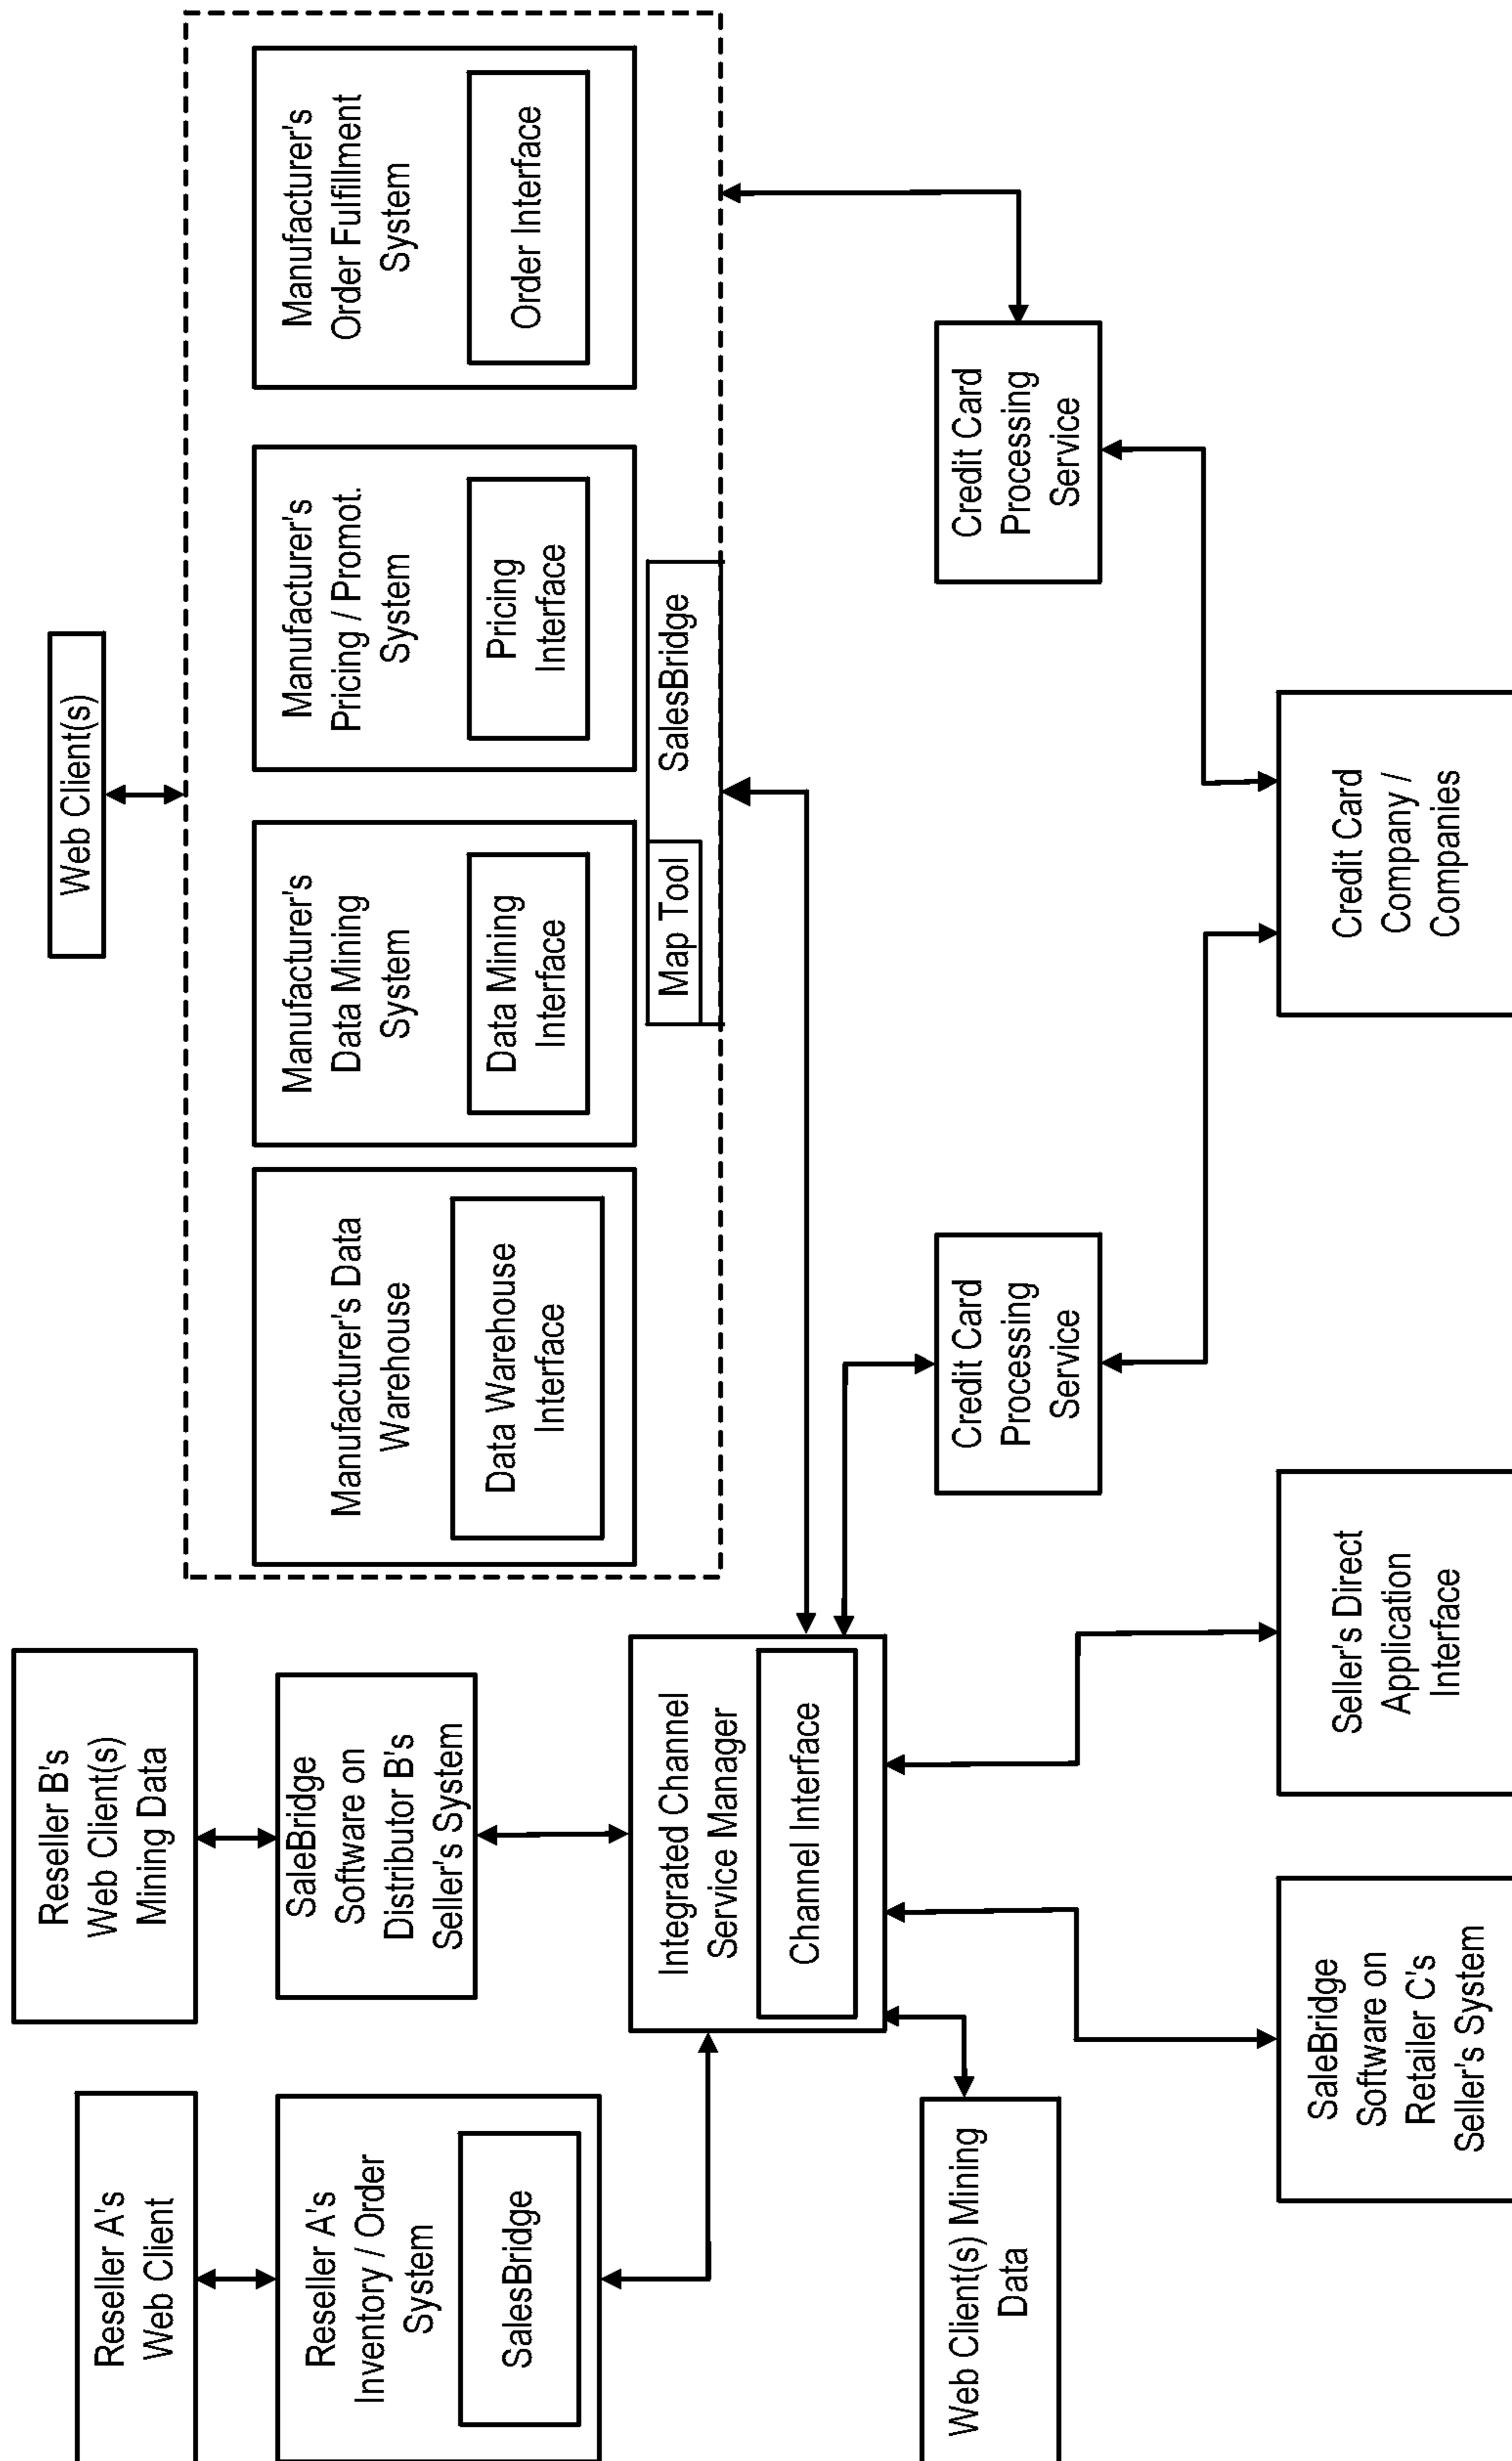 Reseller A's
Web Client
Reseller A's
Inventory / Order
System
SalesBridge
Web Client(s) Mining
Data
Reseller B's
Web Client(s)
Mining Data
SaleBridge
Software on
Distributor B's
Seller's System
Integrated Channel
Service Manager
Channel Interface
SaleBridge
Software on
Retailer C's
Seller's System
Seller's Direct
Application
Interface
Web Client(s)
Manufacturer's Data
Warehouse
Data Warehouse
Interface
Manufacturer's
Data Mining
System
Data Mining
Interface
Manufacturer's
Pricing / Promot.
System
Pricing
Interface
Manufacturer's
Order Fulfillment
System
Order Interface
Map Tool
SalesBridge
Credit Card
Processing
Service
Credit Card
Processing
Service
Credit Card
Company /
Companies